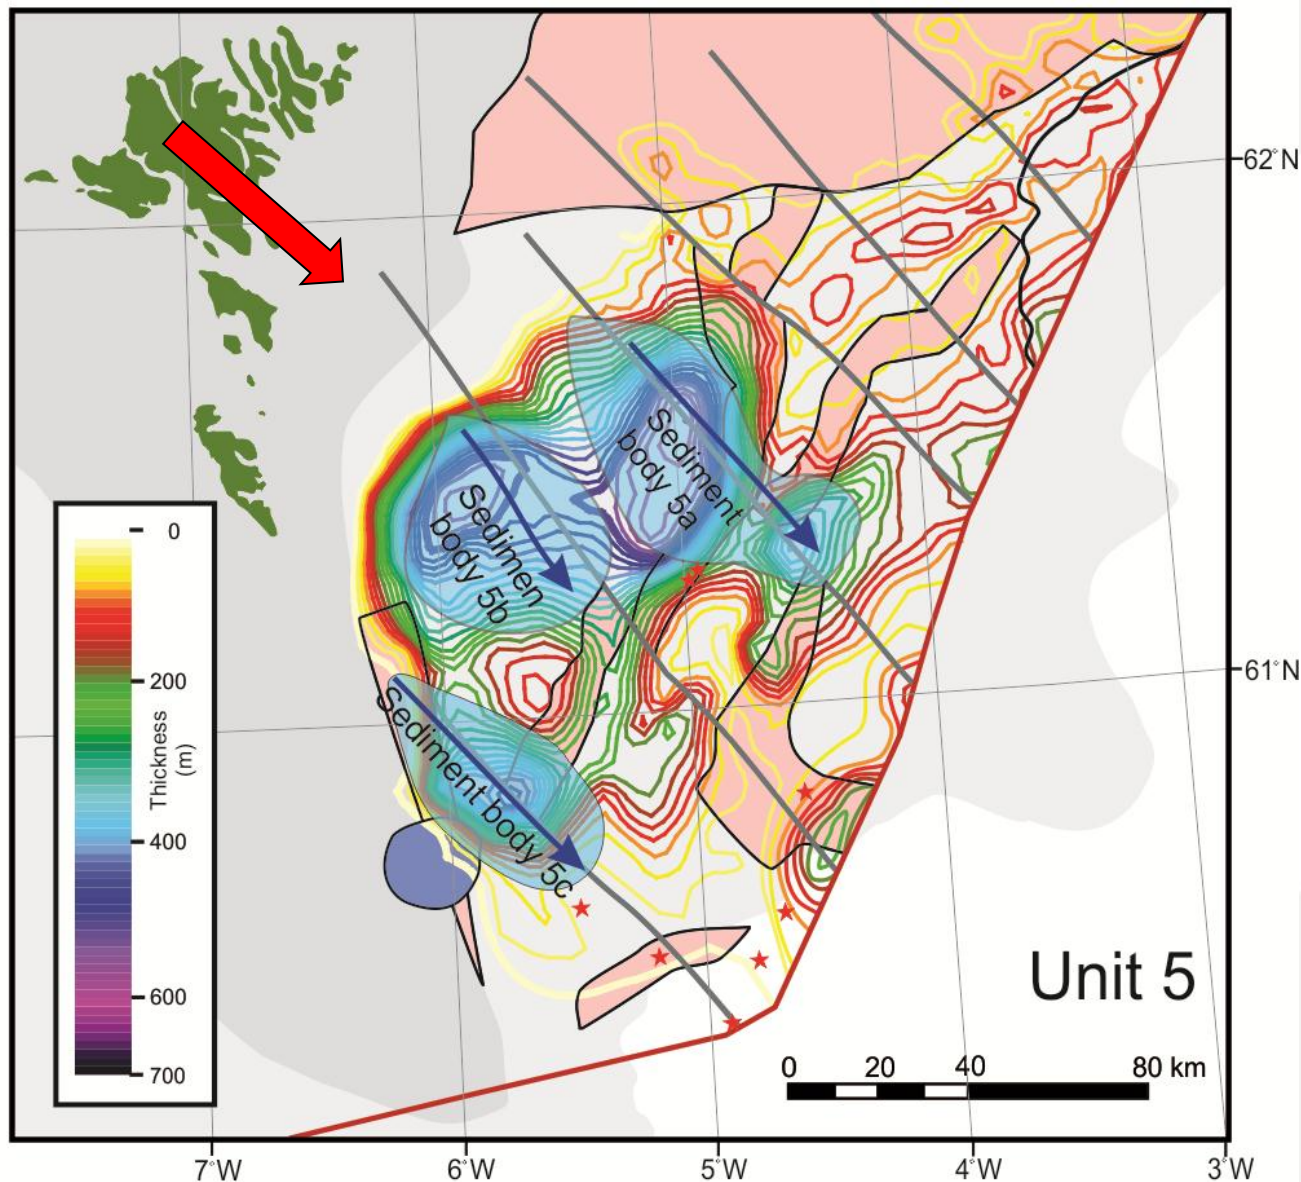 62°N
Sediment
body 5a
Sedimen
body 5b
0
200
400
600
700
Thickness
(m)
61°N
Sediment body 5c
Unit 5
0 20 40 80 km
7°W 6°W 5°W 4°W 3°W